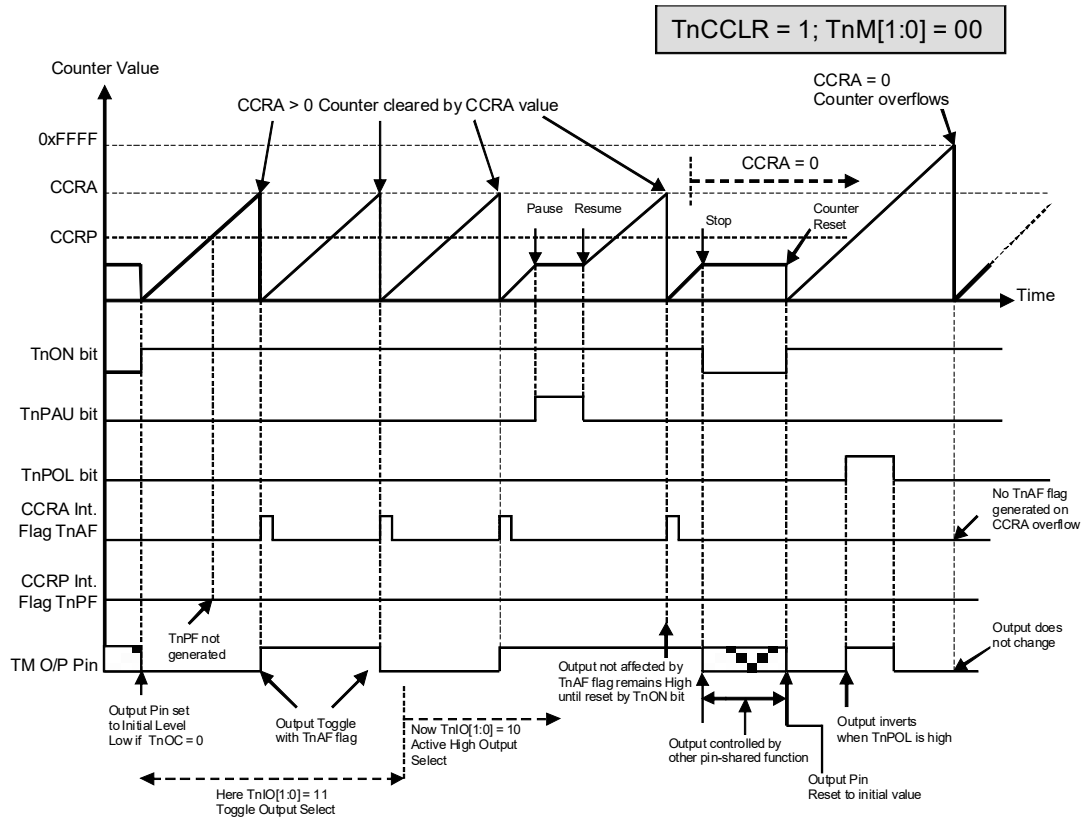 TnCCLR = 1; TnM[1:0] = 00
Counter Value
CCRA = 0
Counter overflows
CCRA > 0 Counter cleared by CCRA value
0xFFFF
CCRA = 0
CCRA
Pause
Resume
Stop
Counter
Reset
CCRP
Time
TnON bit
TnPAU bit
TnPOL bit
CCRA Int.
Flag TnAF
No TnAF flag
generated on
CCRA overflow
CCRP Int.
Flag TnPF
TnPF not
generated
Output does
not change
TM O/P Pin
Output not affected by
TnAF flag remains High
until reset by TnON bit
Output Pin set
to Initial Level
Low if TnOC = 0
Output Toggle
with TnAF flag
Now TnIO[1:0] = 10
Active High Output
Select
Output inverts
when TnPOL is high
Output controlled by
other pin-shared function
Output Pin
Reset to initial value
Here TnIO[1:0] = 11
Toggle Output Select